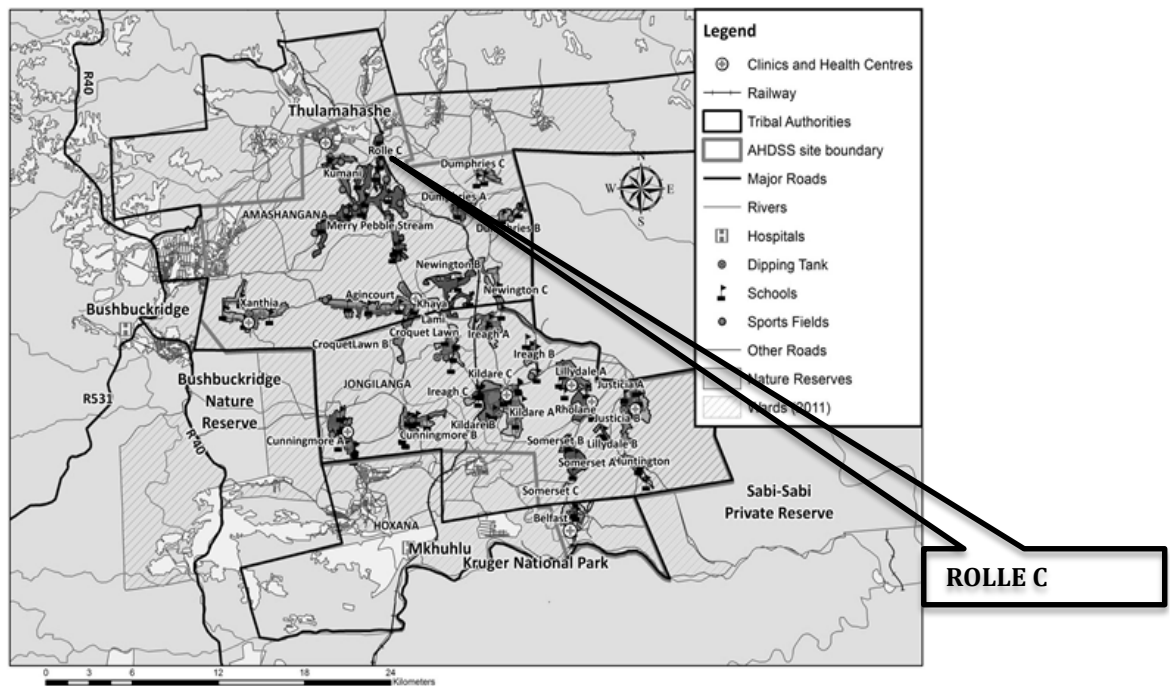 Legend
Clinics and Health Centres
Railway
Tribal Authorities
AHDSS site boundary
Major Roads
Rivers
Hospitals
Dipping Tank
Schools
Sports Fields
Other Roads
Nature Reserves
Wards (2011)
N
W
E
S
R40
Thulamahashe
Rolle C
Kumani
Dumphries C
Dumphries A
Dumphries B
AMASHANGANA
Merry Pebble Stream
Newington B
Newington C
Xanthia
Agincourt
Khaya
Lami
Bushbuckridge
Croquet Lawn
CroquetLawn B
Ireagh A
Ireagh B
Bushbuckridge
Nature
Reserve
JONGILANGA
Kildare C
Lillydale A
Justicia A
Ireagh C
Kildare A
Rholane
Justicia B
R531
R 40
Cunningmore A
Cunningmore B
KildareB
Somerset B
Lillydale B
Somerset A
Huntington
Somerset C
Sabi-Sabi
Private Reserve
HOXANA
Belfast
Mkhuhlu
Kruger National Park
ROLLE C
0 3 6 12 18 24
Kilometers